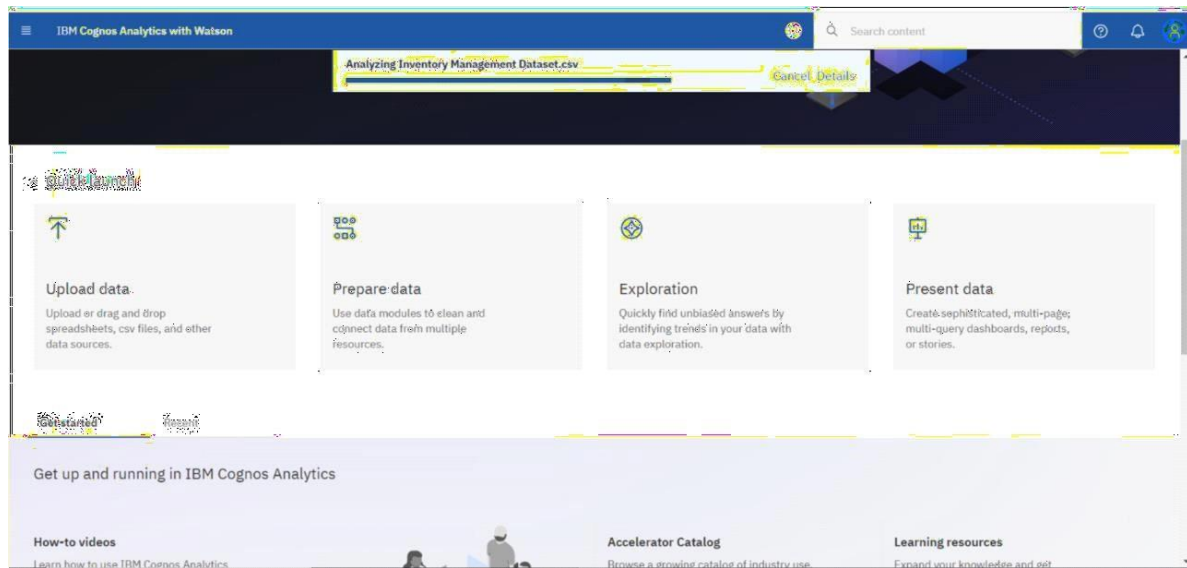 IBM Cognos Analytics with Watson
Search content
Analyzing Inventory Management Dataset.csv
Cancel Details
Quick launch
Upload data
Upload or drag and drop
spreadsheets, csv files, and other
data sources.
Prepare data
Use data modules to clean and
connect data from multiple
resources.
Exploration
Quickly find unbiased answers by
identifying trends in your data with
data exploration.
Present data
Create sophisticated, multi-page,
multi-query dashboards, reports,
or stories.
Get started
Recent
Get up and running in IBM Cognos Analytics
How-to videos
Learn how to use IBM Cognos Analytics
Accelerator Catalog
Browse a growing catalog of industry use
Learning resources
Expand your knowledge and get